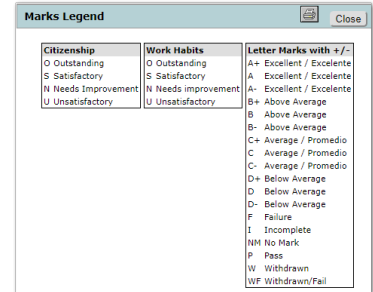 Marks Legend
Close
Citizenship
O Outstanding
S Satisfactory
N Needs Improvement
U Unsatisfactory
Work Habits
O Outstanding
S Satisfactory
N Needs improvement
U Unsatisfactory
Letter Marks with +/-
A+ Excellent / Excelente
A Excellent / Excelente
A- Excellent / Excelente
B+ Above Average
B Above Average
B- Above Average
C+ Average / Promedio
C Average / Promedio
C- Average / Promedio
D+ Below Average
D Below Average
D- Below Average
F Failure
I Incomplete
NM No Mark
P Pass
W Withdrawn
WF Withdrawn/Fail